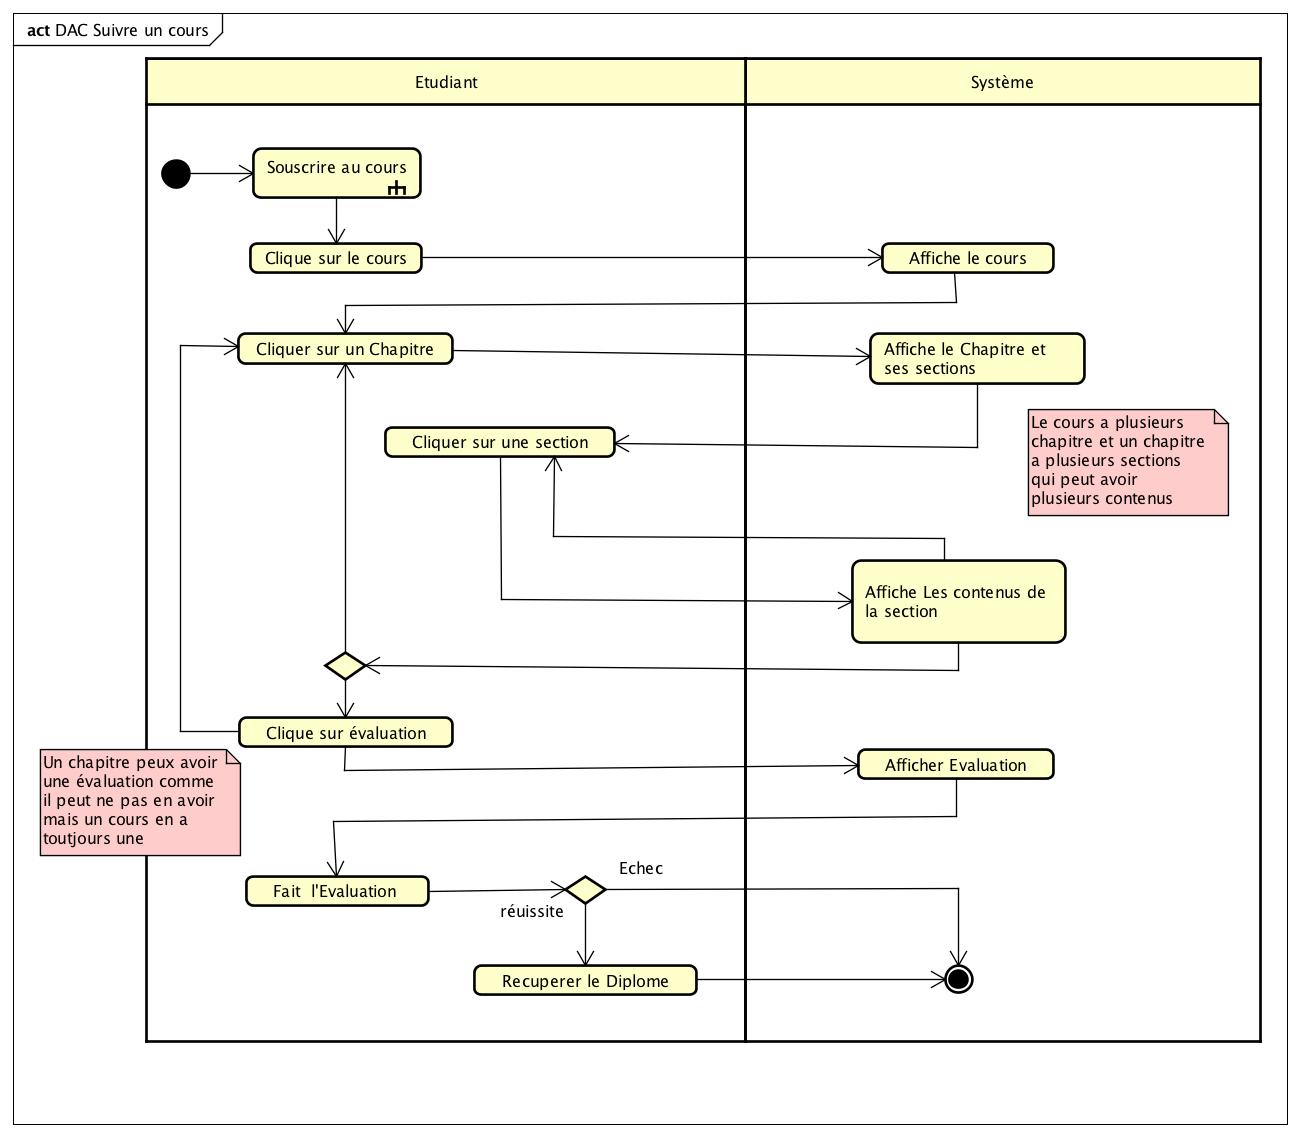 act DAC Suivre un cours
Etudiant
Système
Souscrire au cours
Clique sur le cours
Affiche le cours
Cliquer sur un Chapitre
Affiche le Chapitre et
ses sections
Le cours a plusieurs
chapitre et un chapitre
a plusieurs sections
qui peut avoir
plusieurs contenus
Cliquer sur une section
Affiche Les contenus de
la section
Clique sur évaluation
Un chapitre peux avoir
une évaluation comme
il peut ne pas en avoir
mais un cours en a
toutjours une
Afficher Evaluation
Fait l'Evaluation
Echec
réuissite
Recuperer le Diplome